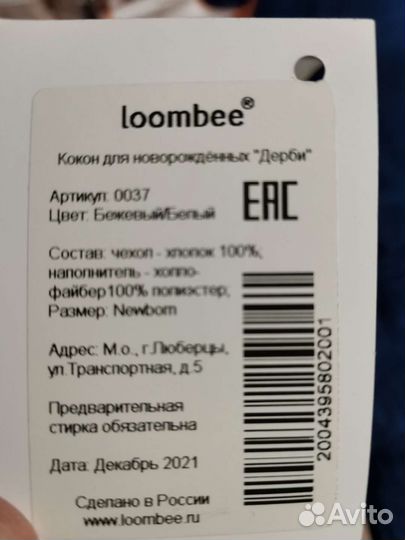 loombee®
Кокон для новорождённых "Дерби"
Артикул: 0037
Цвет: Бежевый/Белый
EAC
Состав: чехол - хлопок 100%,
наполнитель - холло-
файбер100% полиэстер,
Размер: Newborn
Адрес: М.о., г.Люберцы,
ул.Транспортная, д.5
Предварительная
стирка обязательна
Дата: Декабрь 2021
Сделано в России
www.loombee.ru
2004395802001
Avito